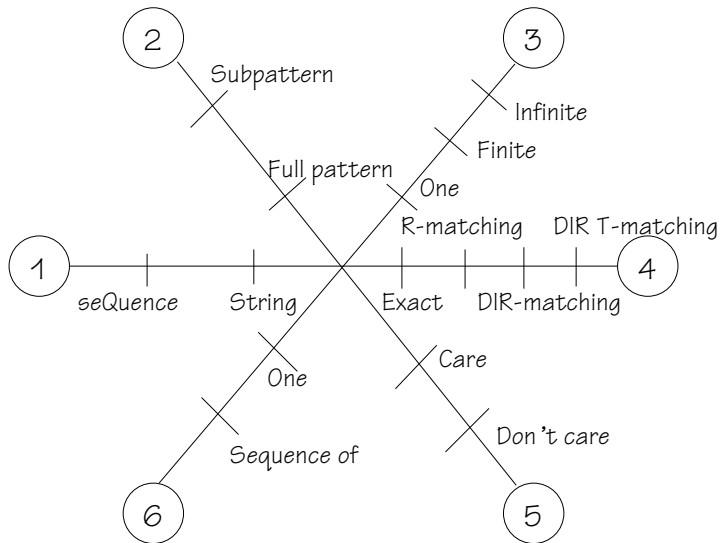 2
3
Subpattern
Infinite
Finite
Full pattern
One
R-matching
DIR T-matching
1
4
seQuence
String
Exact
DIR-matching
Care
One
Don't care
Sequence of
6
5